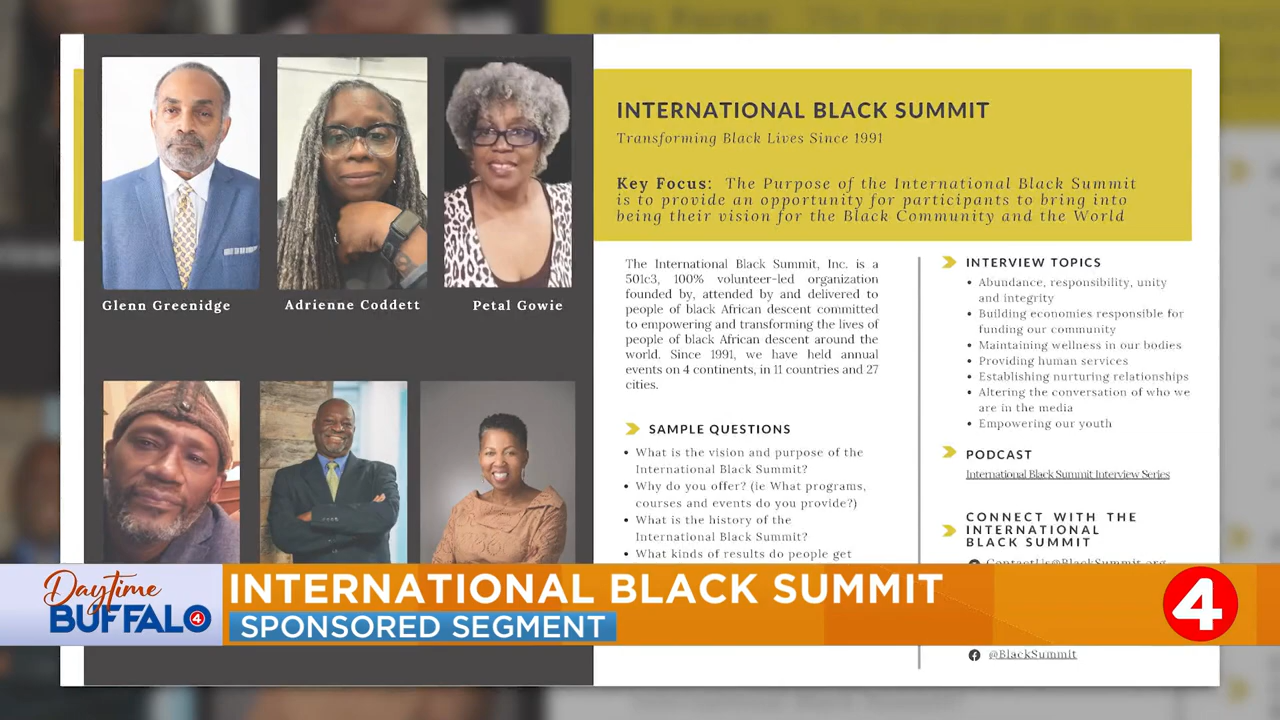 Glenn Greenidge
Adrienne Coddett
Petal Gowie
INTERNATIONAL BLACK SUMMIT
Transforming Black Lives Since 1991
Key Focus: The Purpose of the International Black Summit
is to provide an opportunity for participants to bring into
being their vision for the Black Community and the World
The International Black Summit, Inc. is a
501c3, 100% volunteer-led organization
founded by, attended by and delivered to
people of black African descent committed
to empowering and transforming the lives of
people of black African descent around the
world. Since 1991, we have held annual
events on 4 continents, in 11 countries and 27
cities.
SAMPLE QUESTIONS
• What is the vision and purpose of the
International Black Summit?
• Why do you offer? (ie What programs,
courses and events do you provide?)
• What is the history of the
International Black Summit?
• What kinds of results do people get
INTERVIEW TOPICS
• Abundance, responsibility, unity
and integrity
• Building economies responsible for
funding our community
• Maintaining wellness in our bodies
• Providing human services
• Establishing nurturing relationships
• Altering the conversation of who we
are in the media
• Empowering our youth
PODCAST
International Black Summit Interview Series
CONNECT WITH THE
INTERNATIONAL
BLACK SUMMIT
ContactUs@BlackSummit.org
@BlackSummit
Daytime
BUFFALO 4
INTERNATIONAL BLACK SUMMIT
SPONSORED SEGMENT
4